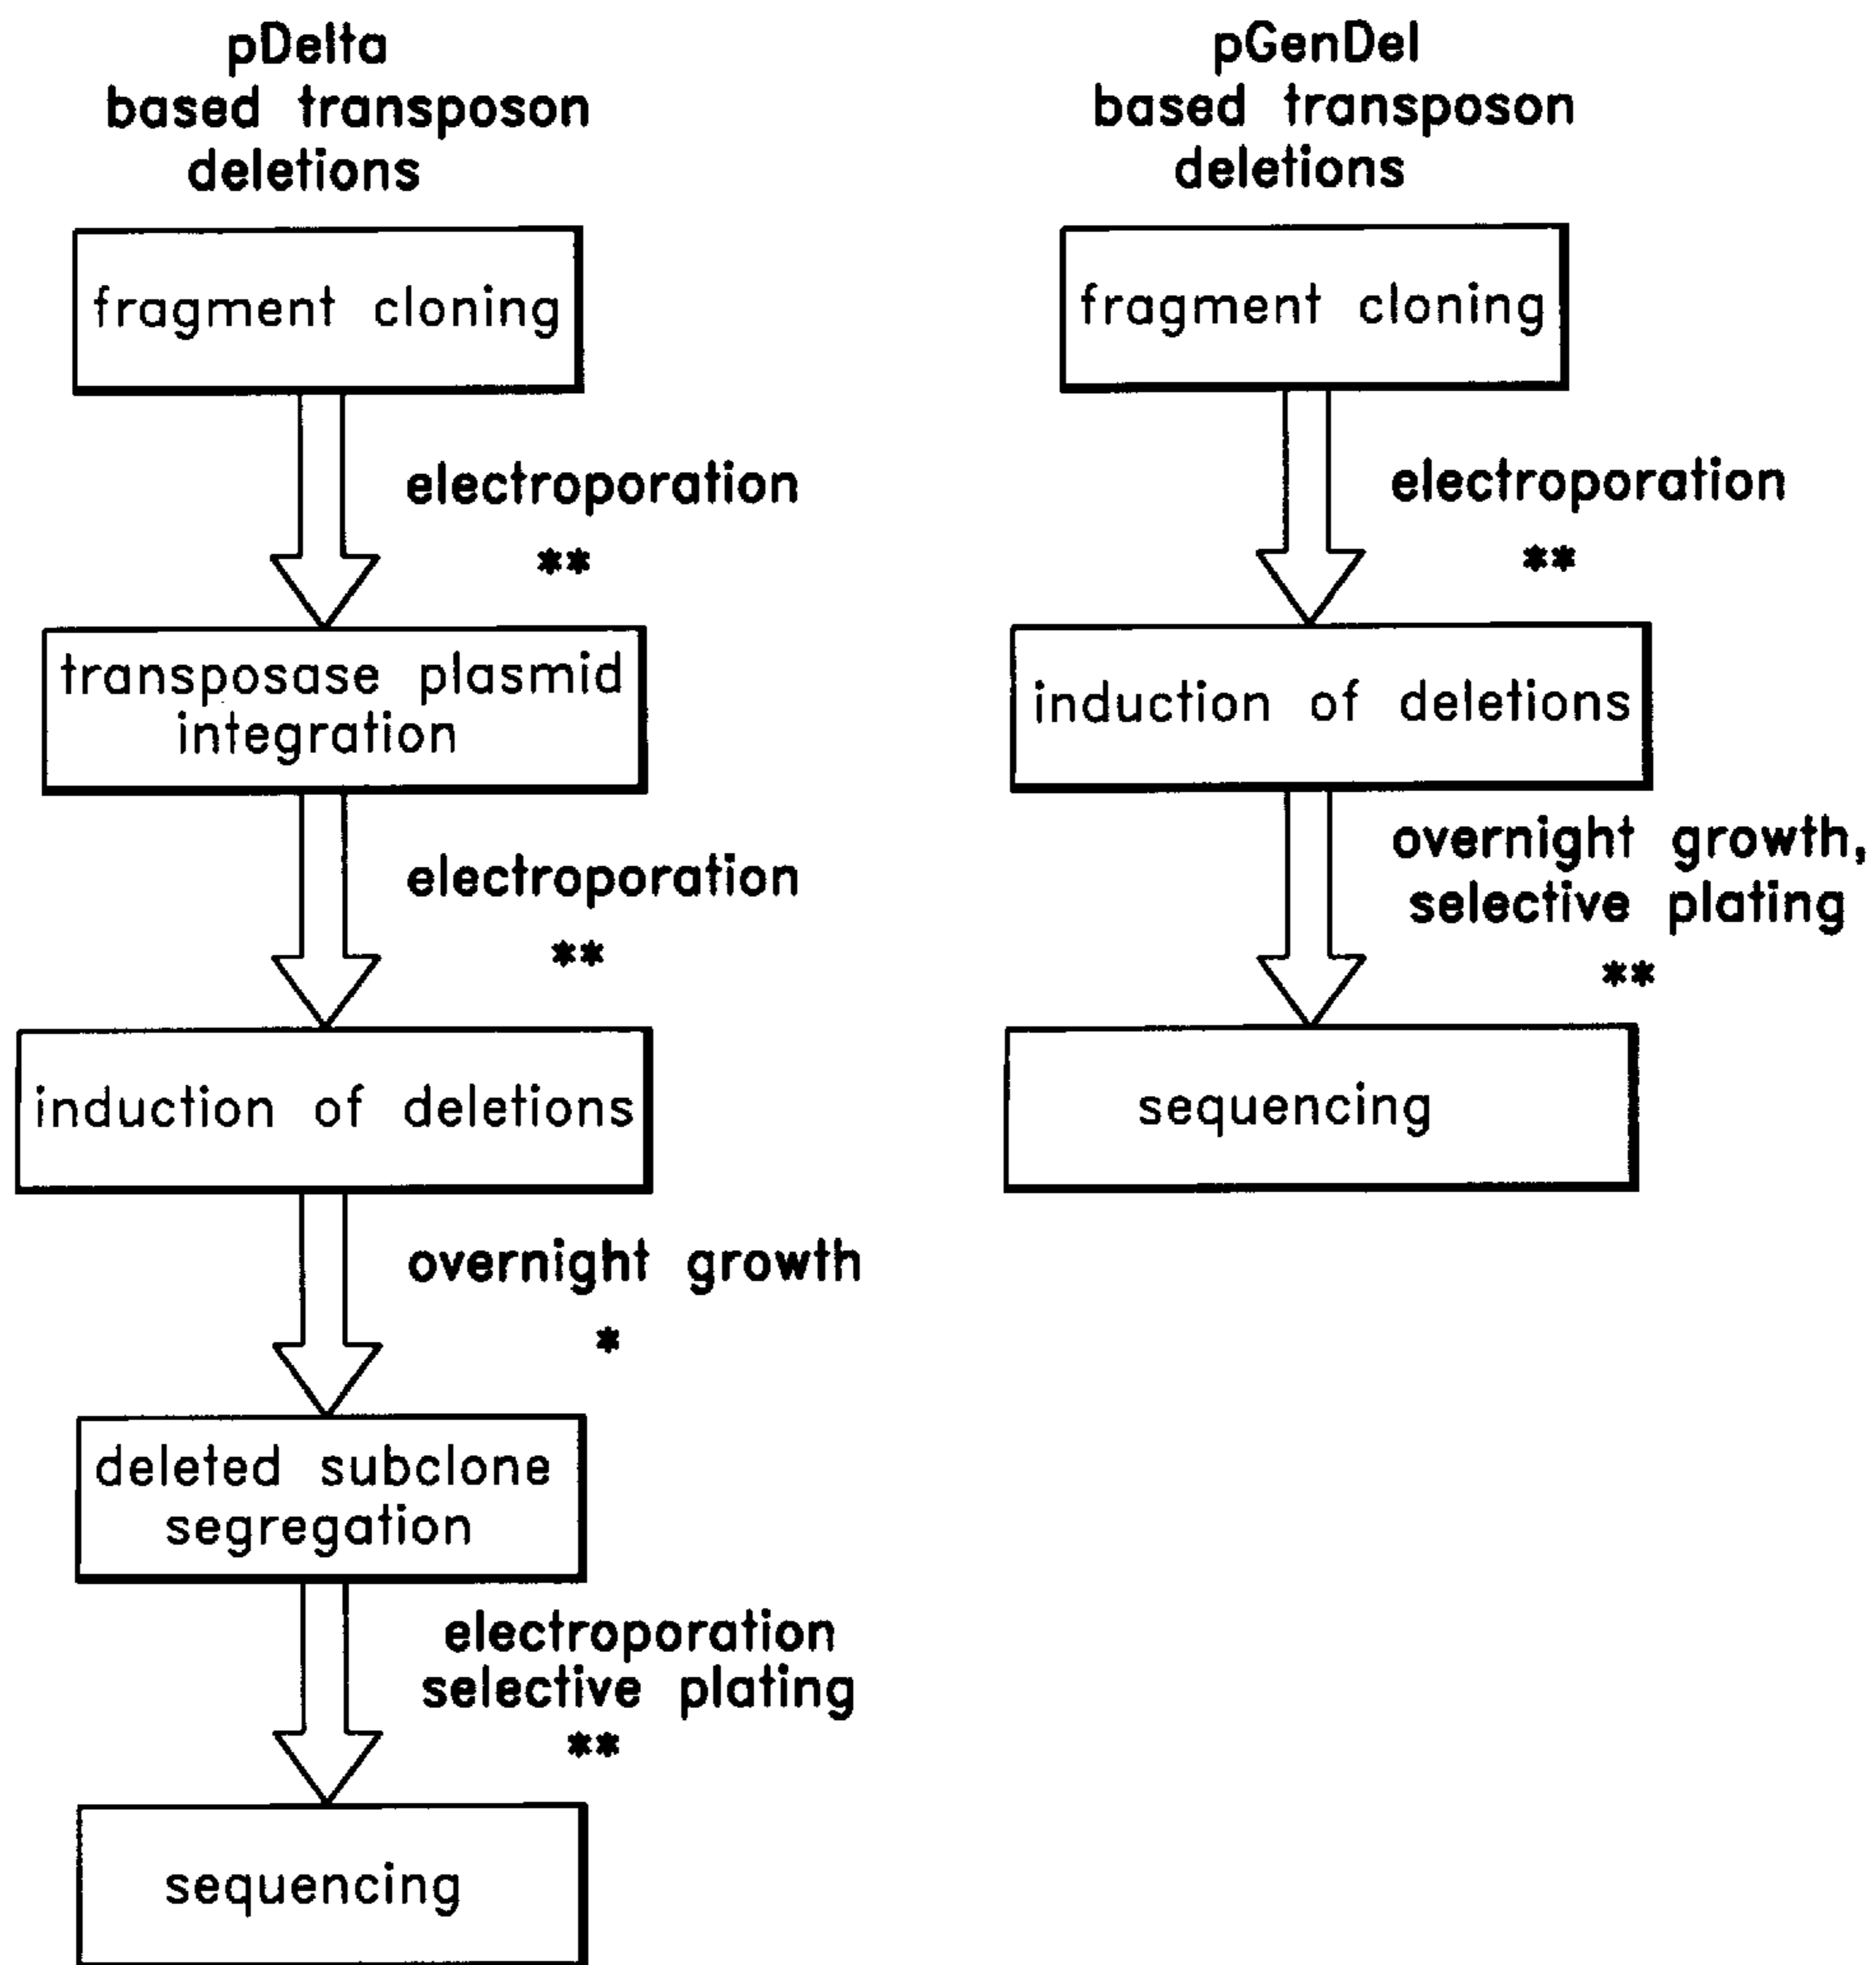 pDelta
based transposon
deletions
fragment cloning
electroporation
**
transposase plasmid
integration
electroporation
**
induction of deletions
overnight growth
*
deleted subclone
segregation
electroporation
selective plating
**
sequencing
pGenDel
based transposon
deletions
fragment cloning
electroporation
**
induction of deletions
overnight growth,
selective plating
**
sequencing